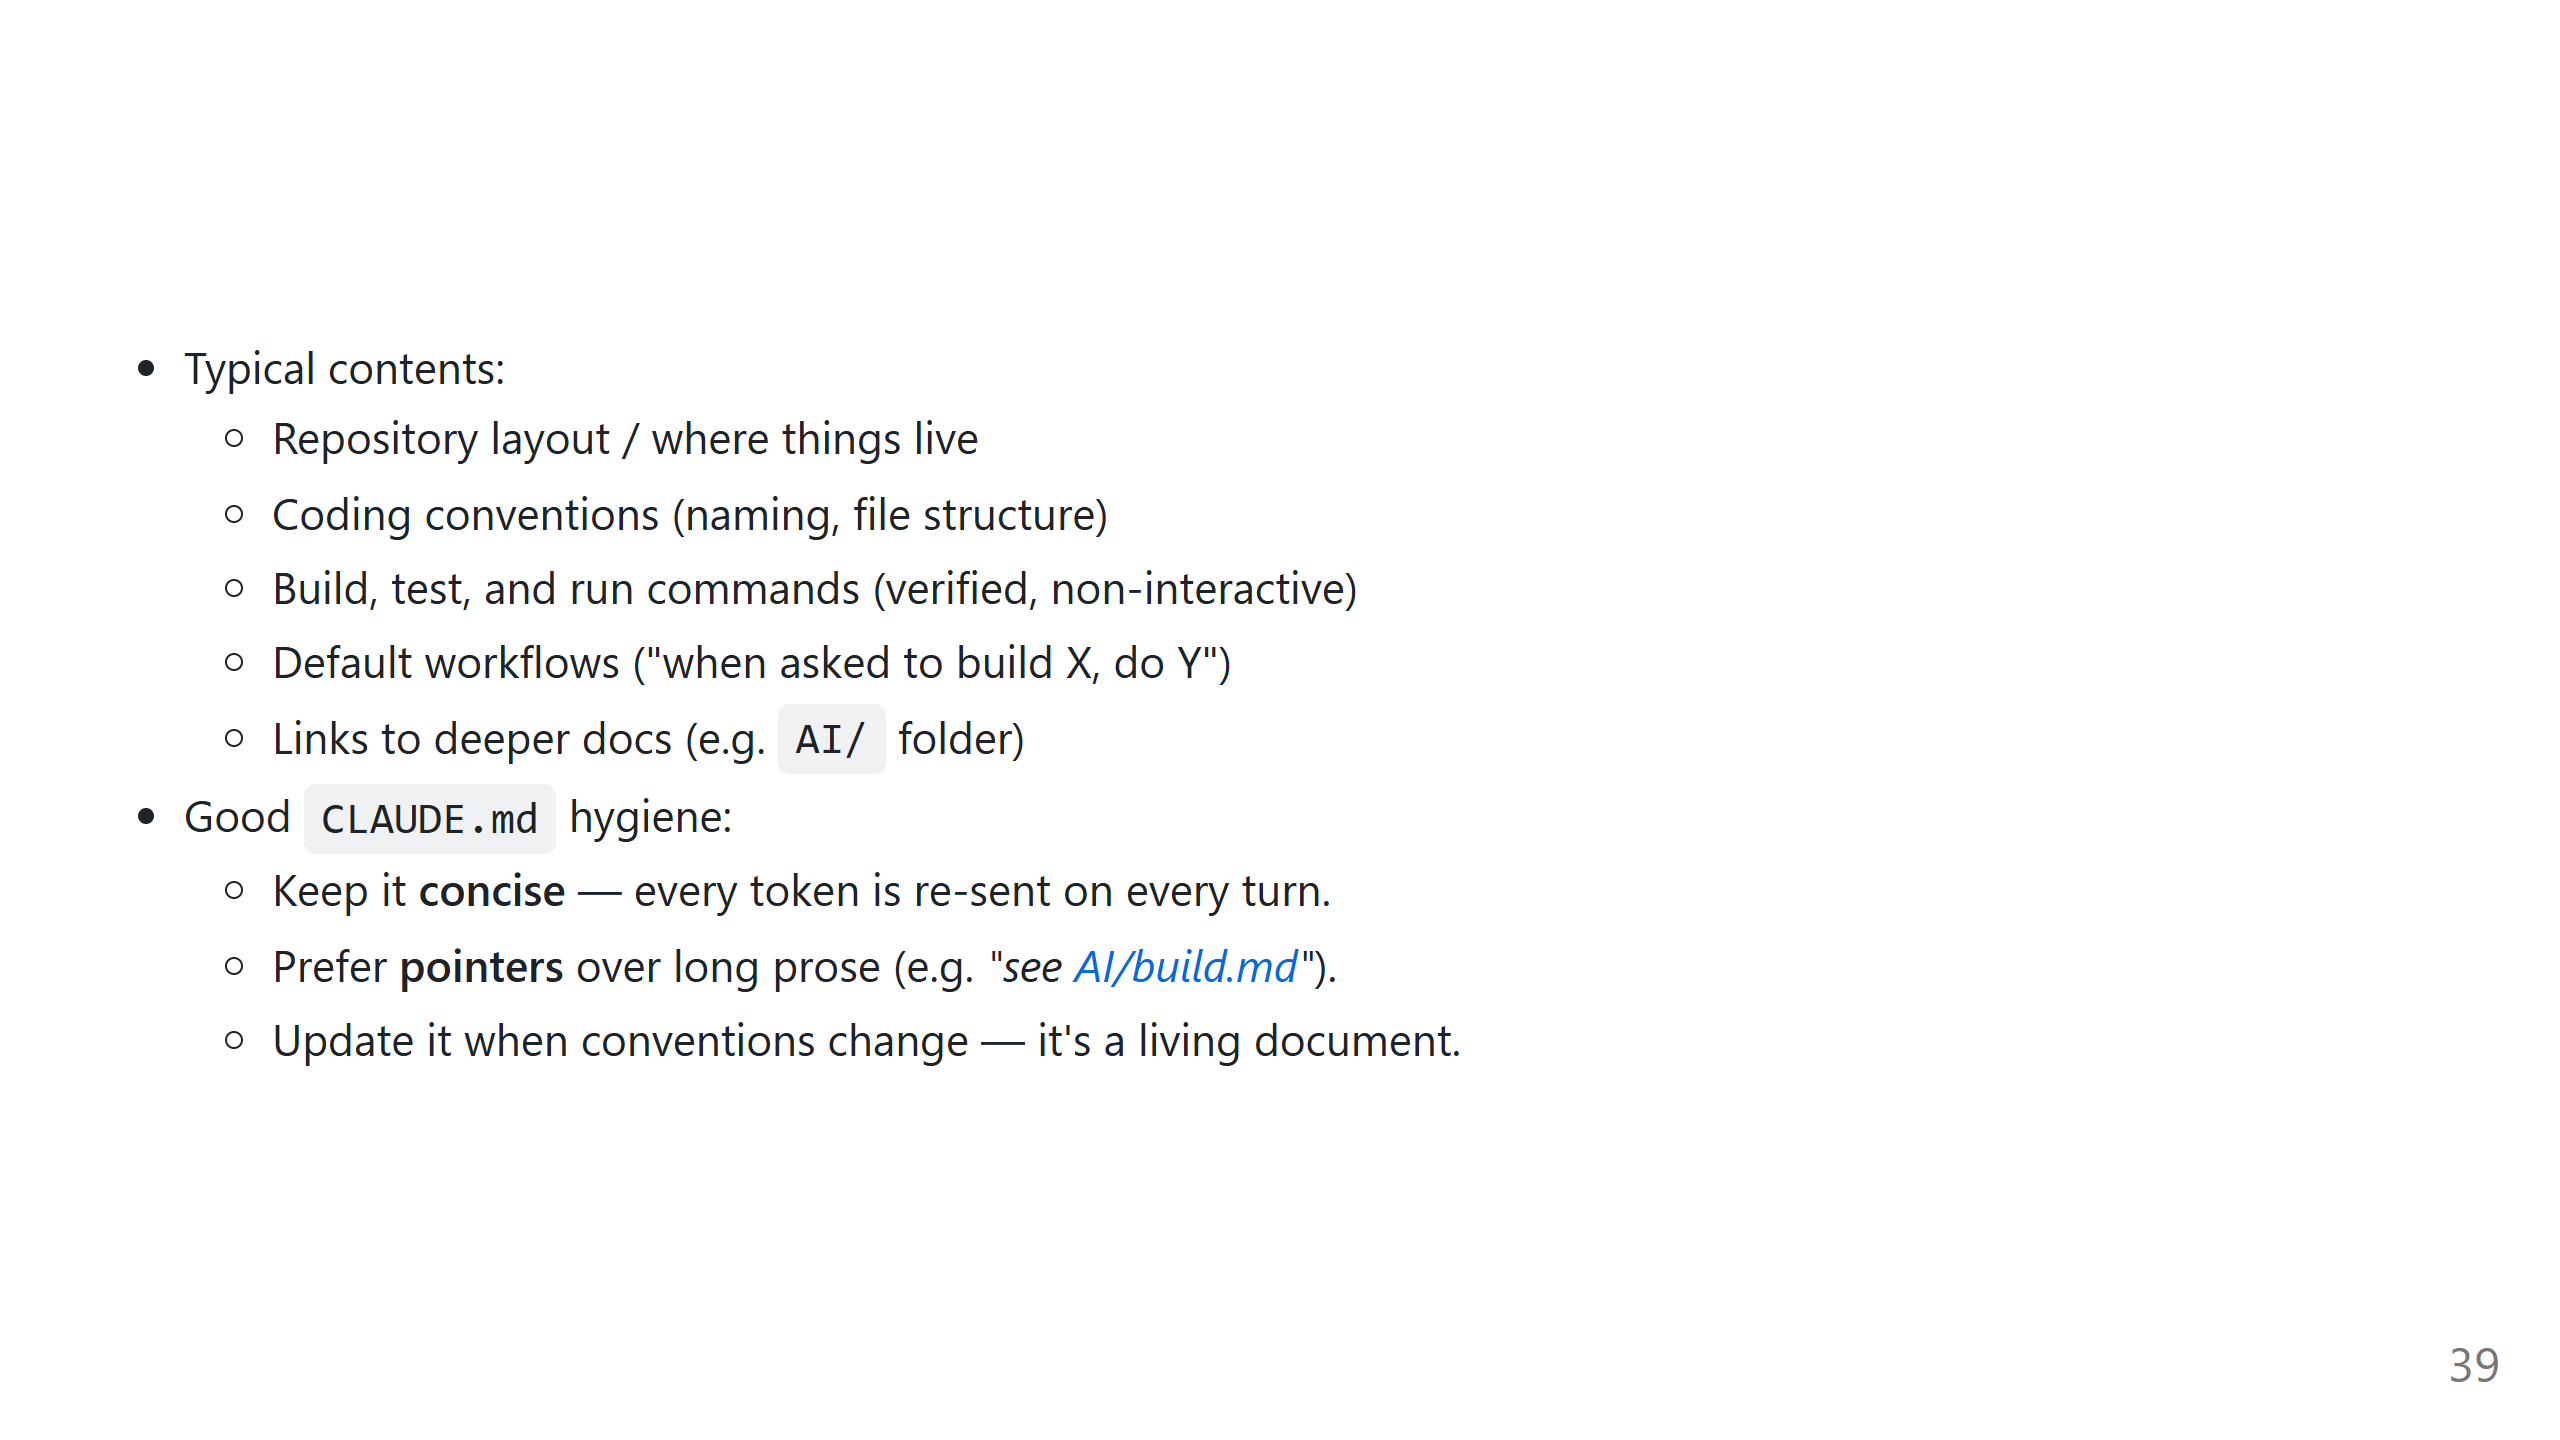 • Typical contents:
○ Repository layout / where things live
○ Coding conventions (naming, file structure)
○ Build, test, and run commands (verified, non-interactive)
○ Default workflows ("when asked to build X, do Y")
○ Links to deeper docs (e.g. AI/ folder)
• Good CLAUDE.md hygiene:
○ Keep it concise — every token is re-sent on every turn.
○ Prefer pointers over long prose (e.g. "see AI/build.md").
○ Update it when conventions change — it's a living document.
39